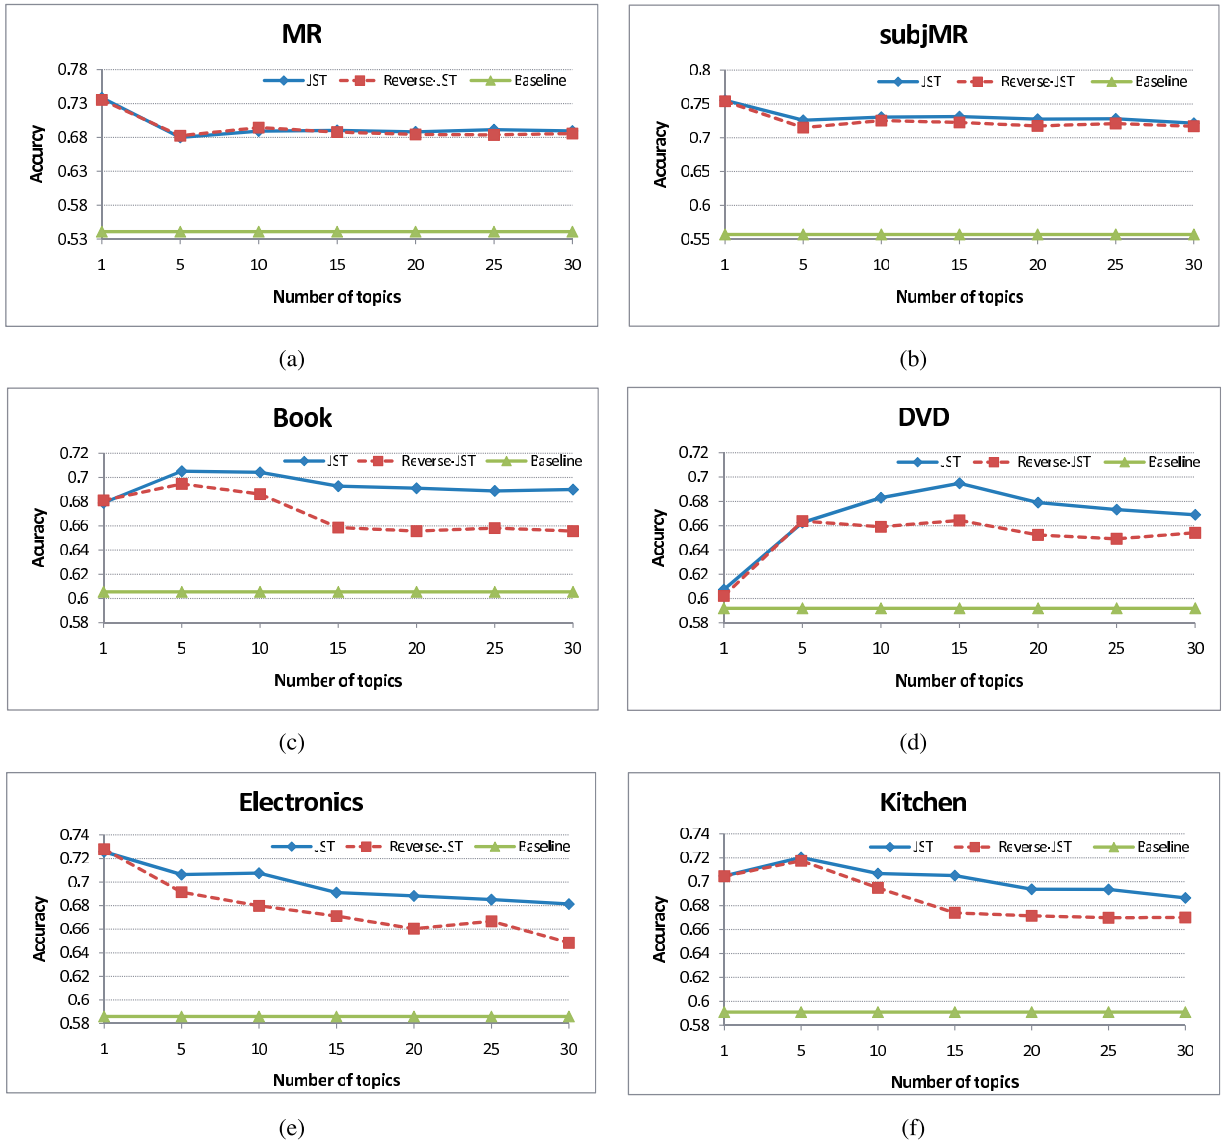 MR
0.78
JST Reverse-JST Baseline
0.73
0.68
0.63
0.58
0.53
Accurcy
1 5 10 15 20 25 30
Number of topics
(a)
subjMR
0.8
JST Reverse-JST Baseline
0.75
0.7
0.65
0.6
0.55
Accuracy
1 5 10 15 20 25 30
Number of topics
(b)
Book
0.72
JST Reverse-JST Baseline
0.7
0.68
0.66
0.64
0.62
0.6
0.58
Acuracy
1 5 10 15 20 25 30
Number of topics
(c)
DVD
0.72
JST Reverse-JST Baseline
0.7
0.68
0.66
0.64
0.62
0.6
0.58
Accurcy
1 5 10 15 20 25 30
Number of topics
(d)
Electronics
0.74
JST Reverse-JST Baseline
0.72
0.7
0.68
0.66
0.64
0.62
0.6
0.58
Accuracy
1 5 10 15 20 25 30
Number of topics
(e)
Kitchen
0.74
JST Reverse-JST Baseline
0.72
0.7
0.68
0.66
0.64
0.62
0.6
0.58
Accuracy
1 5 10 15 20 25 30
Number of topics
(f)